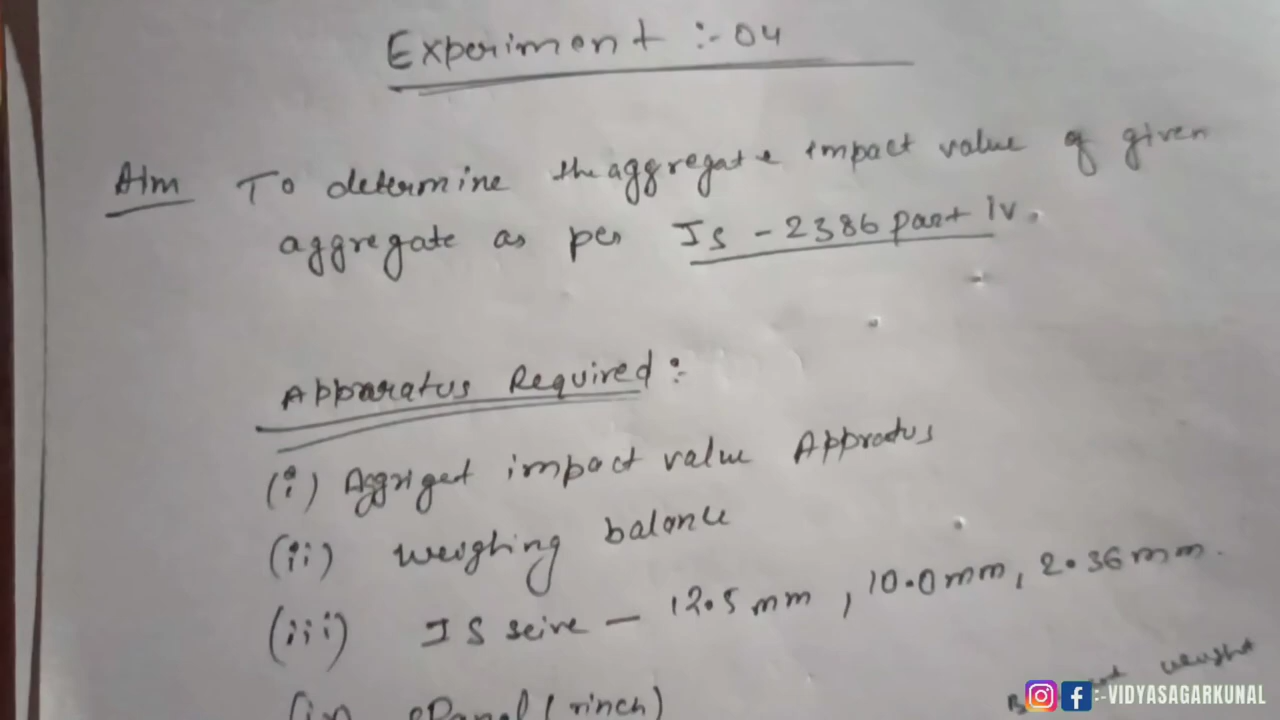 Experiment :- 04
Aim To determine the aggregate impact value of given
aggregate as per IS - 2386 part IV.
Apparatus Required :-
(i) Aggriget impact value Appratus
(ii) weighing balance
(iii) IS seive - 12.5 mm, 10.0 mm, 2.36 mm.
weight
:-VIDYASAGARKUNAL